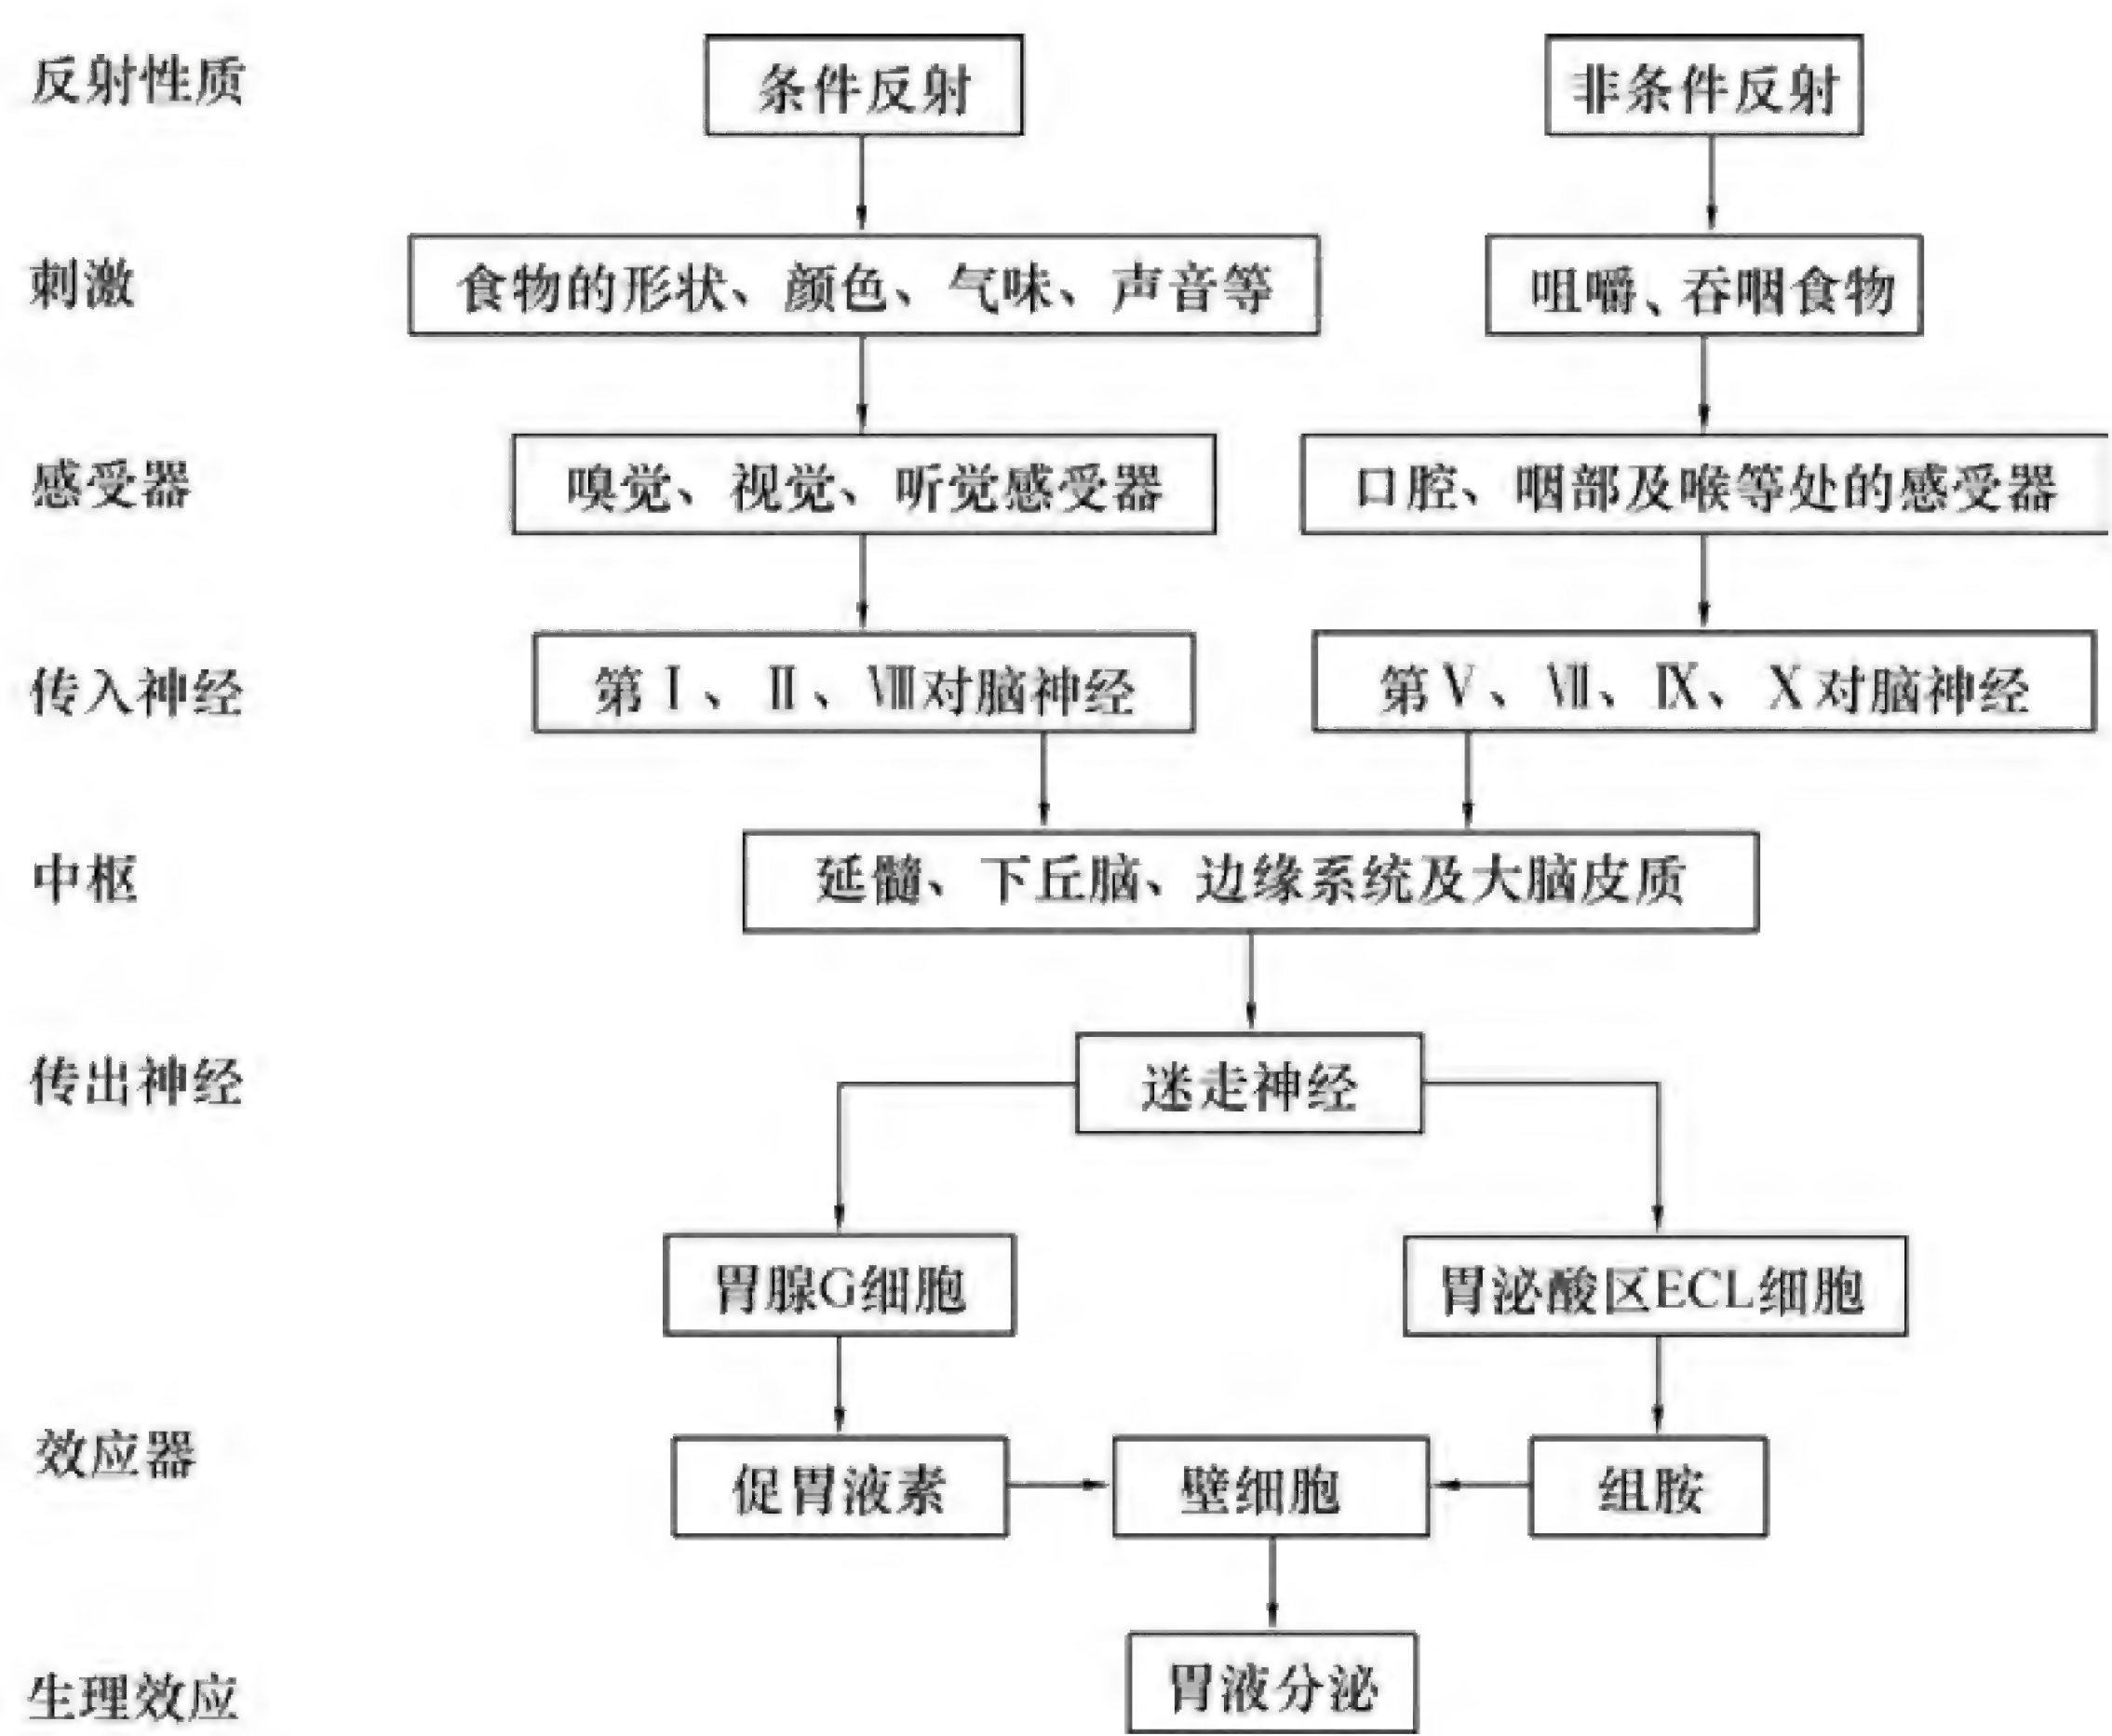 反射性质
条件反射
非条件反射
刺激
食物的形状、颜色、气味、声音等
咀嚼、吞咽食物
感受器
嗅觉、视觉、听觉感受器
口腔、咽部及喉等处的感受器
传入神经
第Ⅰ、Ⅱ、Ⅷ对脑神经
第Ⅴ、Ⅶ、Ⅸ、Ⅹ对脑神经
中枢
延髓、下丘脑、边缘系统及大脑皮质
传出神经
迷走神经
胃腺G细胞
胃泌酸区ECL细胞
效应器
促胃液素
壁细胞
组胺
生理效应
胃液分泌